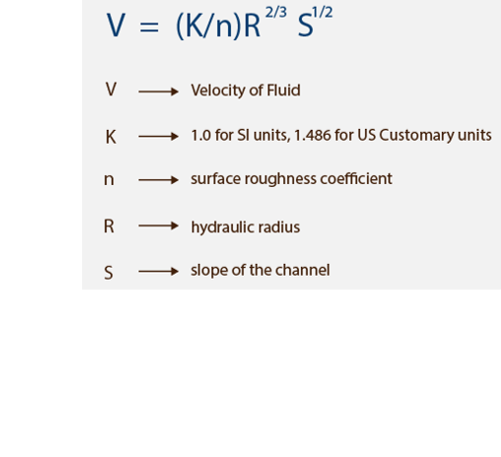 V = (K/n)R^2/3 S^1/2
V → Velocity of Fluid
K → 1.0 for SI units, 1.486 for US Customary units
n → surface roughness coefficient
R → hydraulic radius
S → slope of the channel